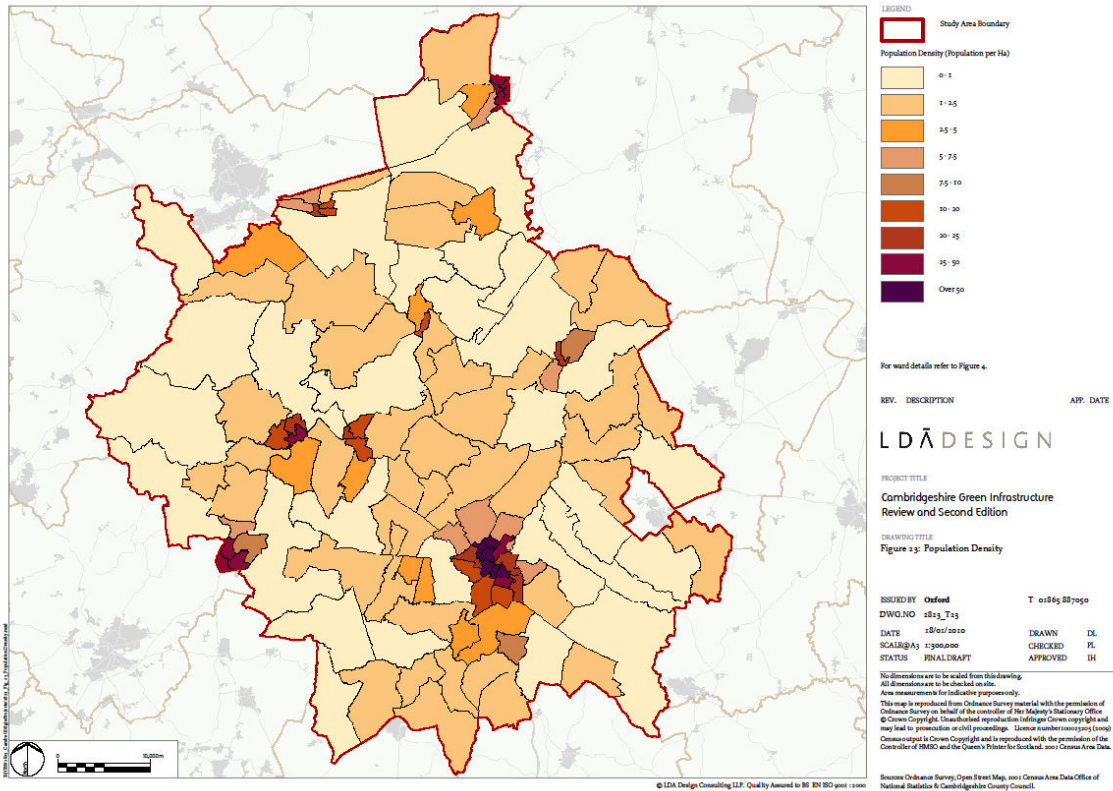 LEGEND
Study Area Boundary
Population Density (Population per Ha)
0 - 1
1 - 2.5
2.5 - 5
5 - 7.5
7.5 - 10
10 - 20
20 - 25
25 - 50
Over 50
For ward details refer to Figure 4.
REV. DESCRIPTION APP. DATE
LDĀDESIGN
PROJECT TITLE
Cambridgeshire Green Infrastructure
Review and Second Edition
DRAWING TITLE
Figure 23: Population Density
ISSUED BY Oxford T 01865 887050
DWG.NO 2825_T23
DATE 18/02/2010 DRAWN DL
SCALE@A3 1:300,000 CHECKED PL
STATUS FINAL DRAFT APPROVED IH
No dimensions are to be scaled from this drawing.
All dimensions are to be checked on site.
Area measurements for indicative purposes only.
This map is reproduced from Ordnance Survey material with the permission of
Ordnance Survey on behalf of the controller of Her Majesty's Stationary Office
© Crown Copyright. Unauthorised reproduction infringes Crown copyright and
may lead to prosecution or civil proceedings. Licence number 100023205 (2009)
Census output is Crown Copyright and is reproduced with the permission of the
Controller of HMSO and the Queen's Printer for Scotland. 2001 Census Area Data.
Sources: Ordnance Survey, Open Street Map, 2001 Census Area Data Office of
National Statistics & Cambridgeshire County Council.
North
0 10,000m
© LDA Design Consulting LLP. Quality Assured to BS EN ISO 9001 : 2000